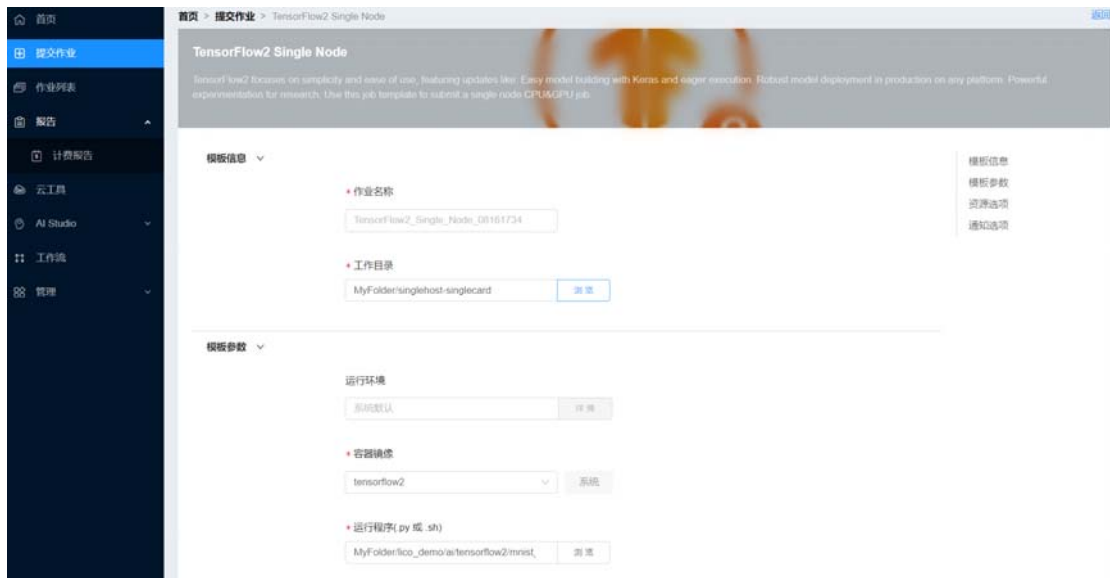 首页
首页 > 提交作业 > TensorFlow2 Single Node
返回
提交作业
作业列表
报告
计费报告
云工具
AI Studio
工作流
管理
TensorFlow2 Single Node
TensorFlow2 focuses on simplicity and ease of use, featuring updates like: Easy model building with Keras and eager execution. Robust model deployment in production on any platform. Powerful
experimentation for research. Use this job template to submit a single node CPU&GPU job.
模板信息
* 作业名称
TensorFlow2_Single_Node_08161734
* 工作目录
MyFolder/singlehost-singlecard
浏览
模板信息
模板参数
资源选项
通知选项
模板参数
运行环境
系统默认
详情
* 容器镜像
tensorflow2
系统
* 运行程序(.py 或 .sh)
MyFolder/lico_demo/ai/tensorflow2/mnist_
浏览